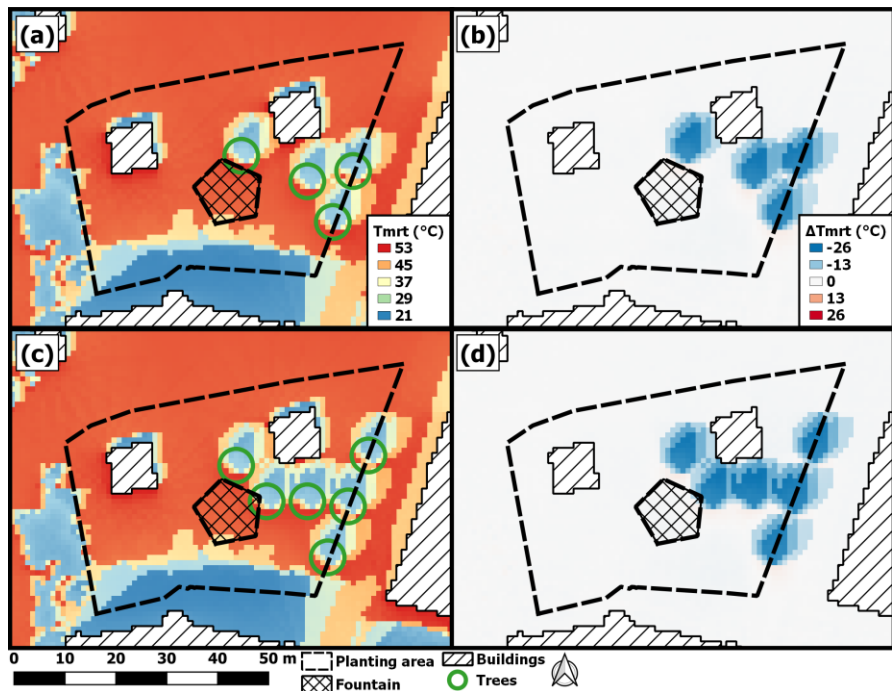 (a)
(b)
Tmrt (°C)
53
45
37
29
21
ΔTmrt (°C)
-26
-13
0
13
26
(c)
(d)
0 10 20 30 40 50 m
Planting area
Buildings
Fountain
Trees